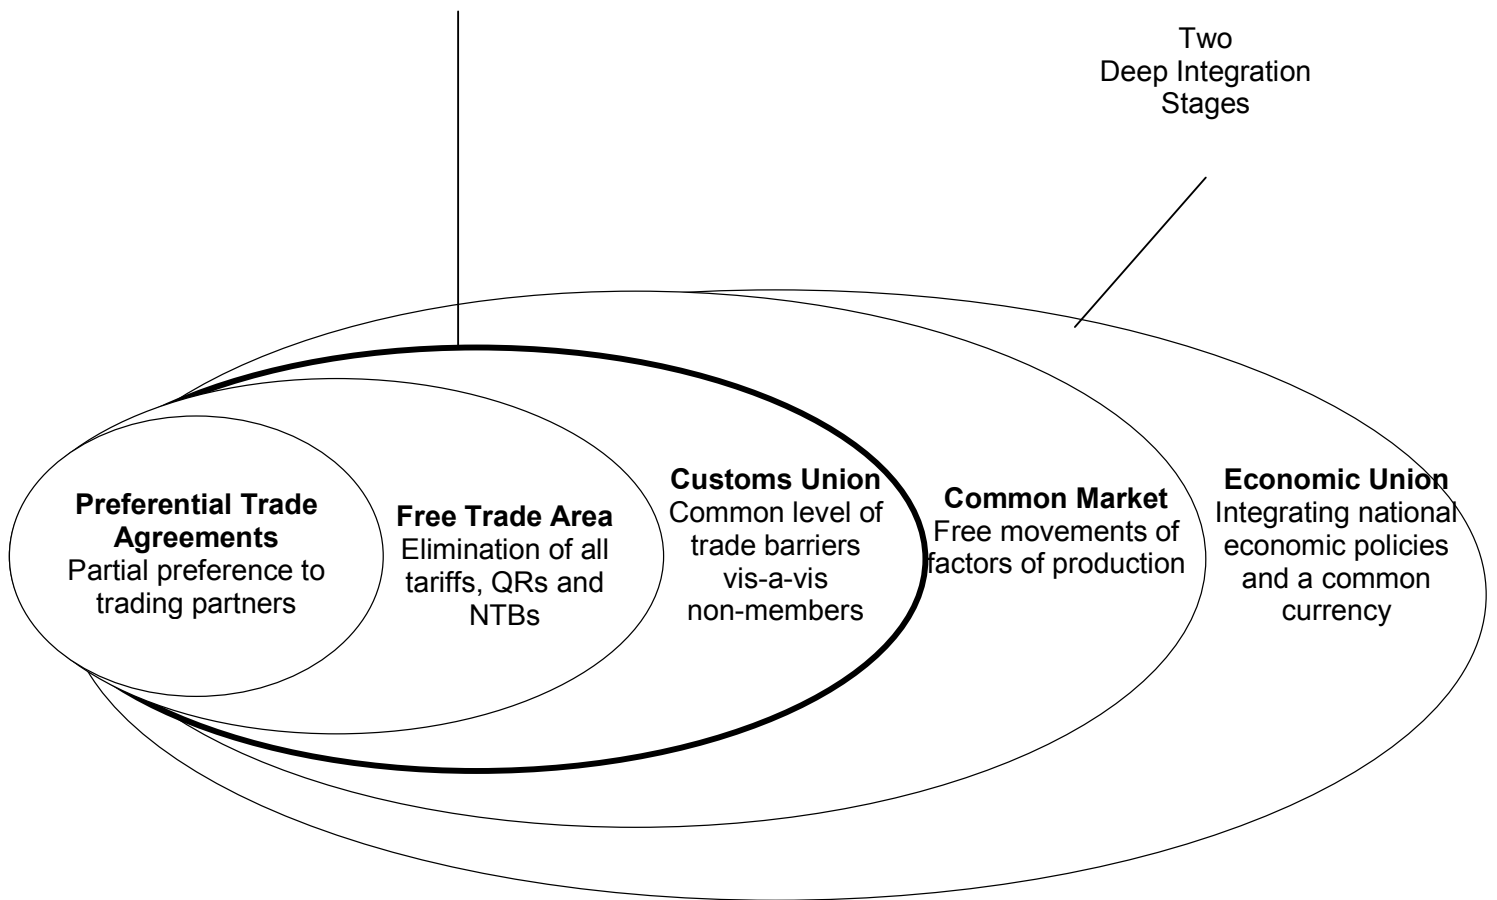 Two
Deep Integration
Stages
Preferential Trade
Agreements
Partial preference to
trading partners
Free Trade Area
Elimination of all
tariffs, QRs and
NTBs
Customs Union
Common level of
trade barriers
vis-a-vis
non-members
Common Market
Free movements of
factors of production
Economic Union
Integrating national
economic policies
and a common
currency